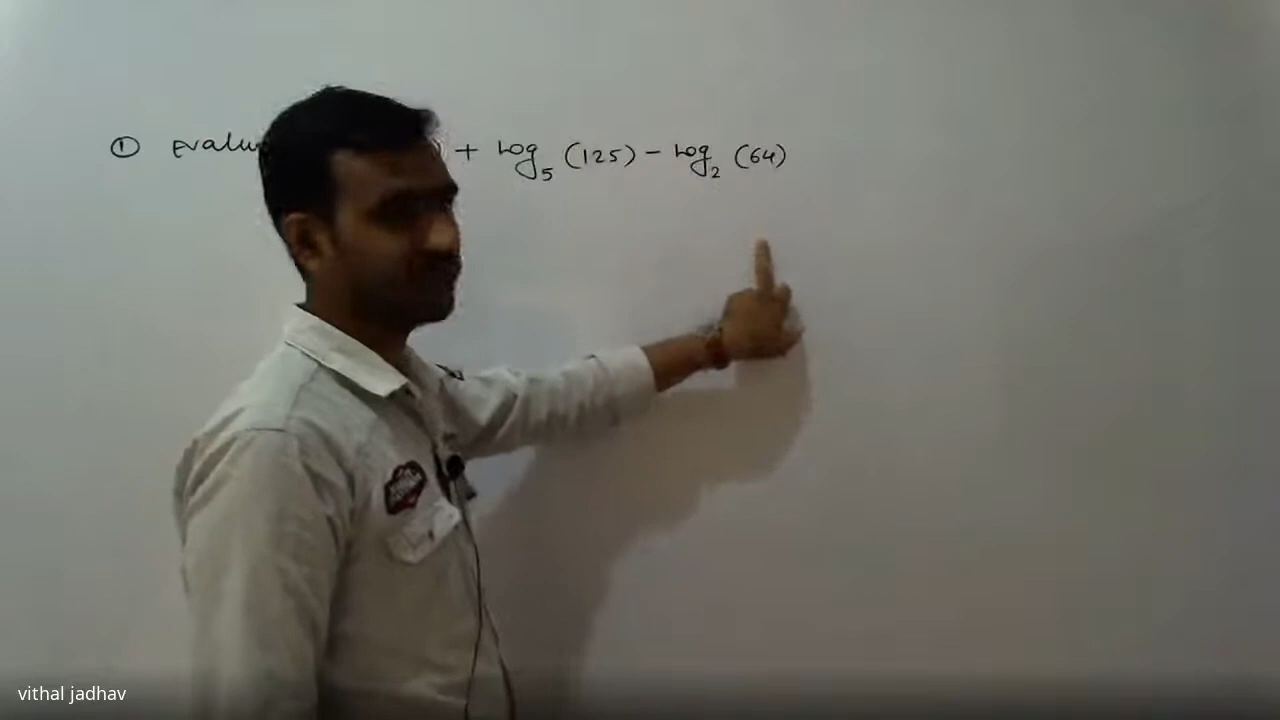 ① evalu + log₅ (125) - log₂ (64)
vithal jadhav